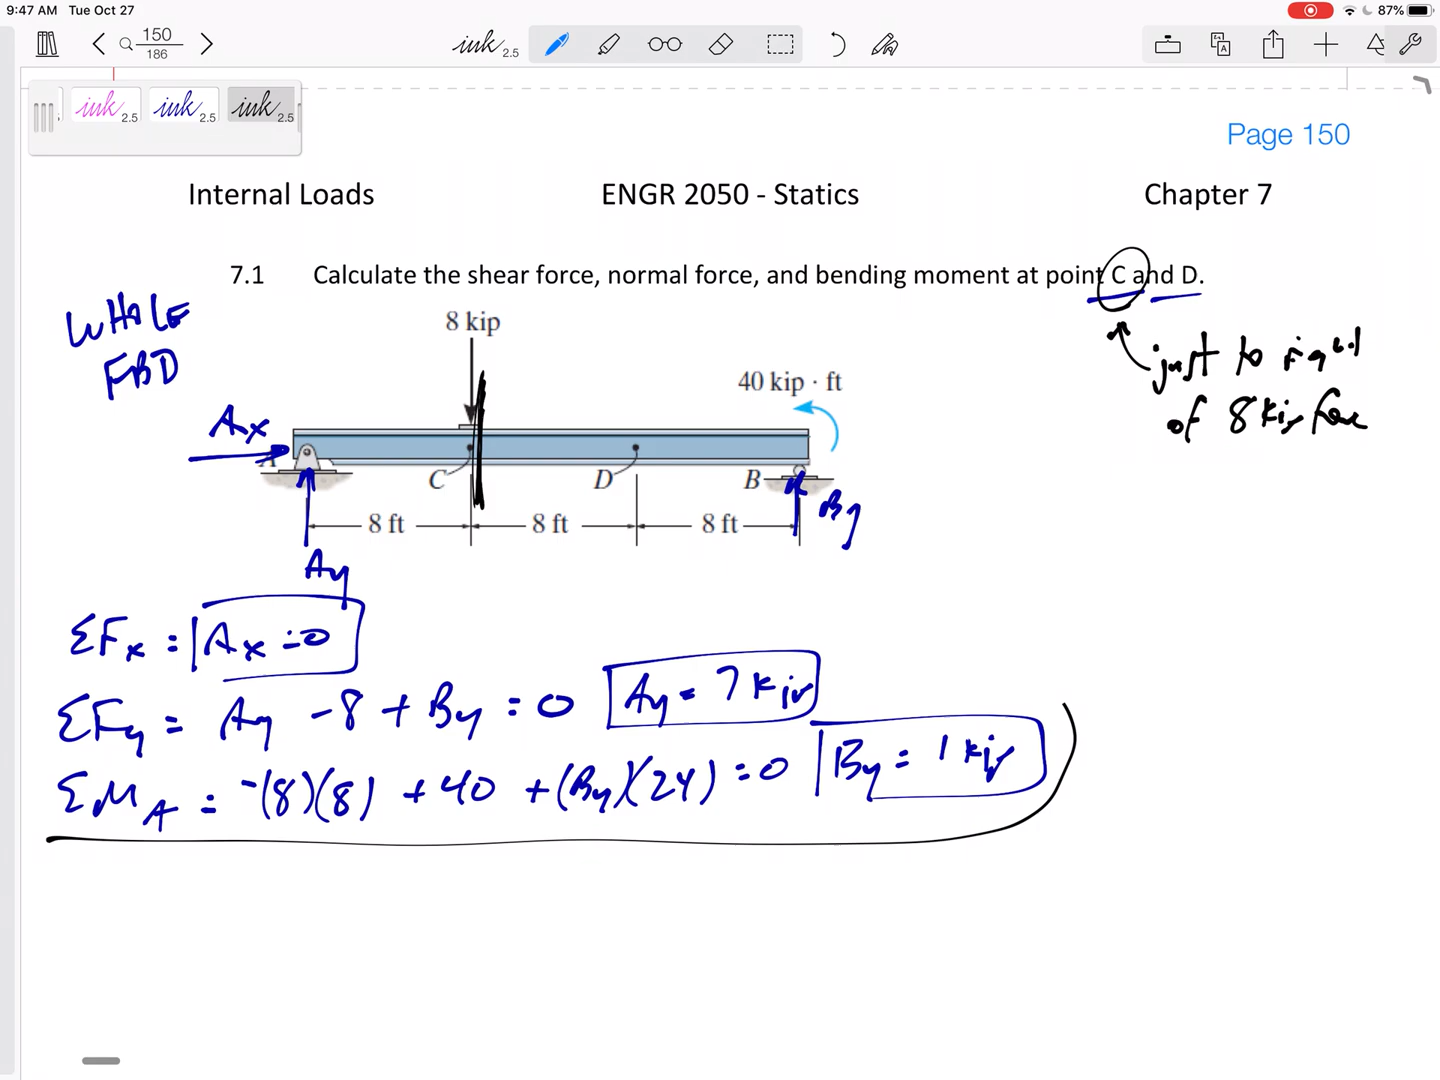 9:47 AM Tue Oct 27
87%
150
186
ink 2.5
ink 2.5 ink 2.5 ink 2.5
Page 150
Internal Loads ENGR 2050 - Statics Chapter 7
7.1 Calculate the shear force, normal force, and bending moment at point C and D.
WHOLE
FBD
8 kip
just to right
of 8 kip force
40 kip · ft
Ax
A
C D B
By
8 ft 8 ft 8 ft
Ay
ΣFx = Ax = 0
ΣFy = Ay - 8 + By = 0 Ay = 7 kip
ΣMA = -(8)(8) + 40 + (By)(24) = 0 By = 1 kip